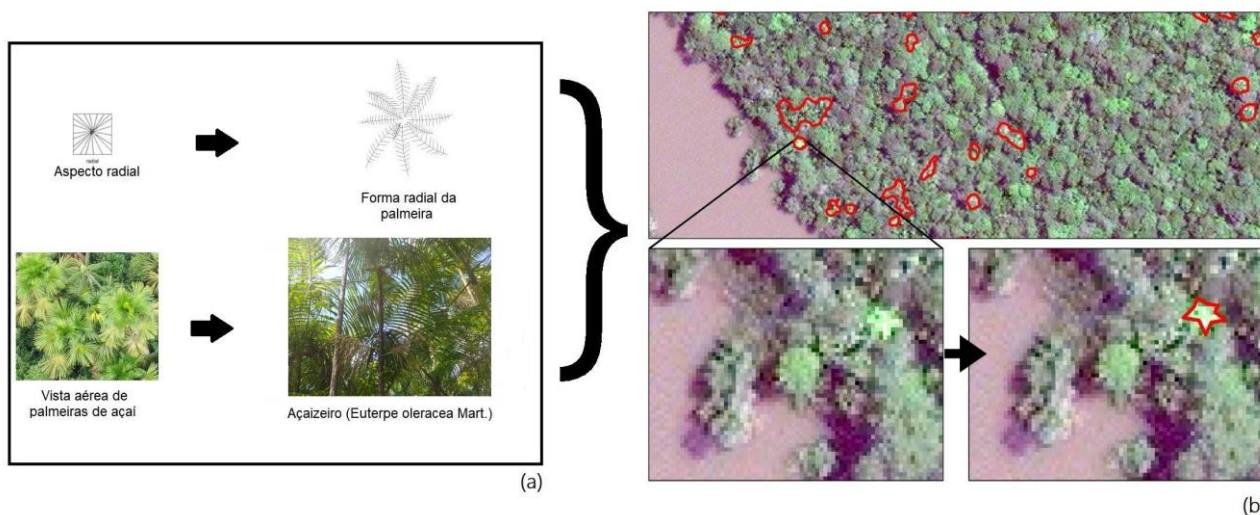 radial
Aspecto radial
Forma radial da
palmeira
Vista aérea de
palmeiras de açaí
Açaizeiro (Euterpe oleracea Mart.)
(a)
(b